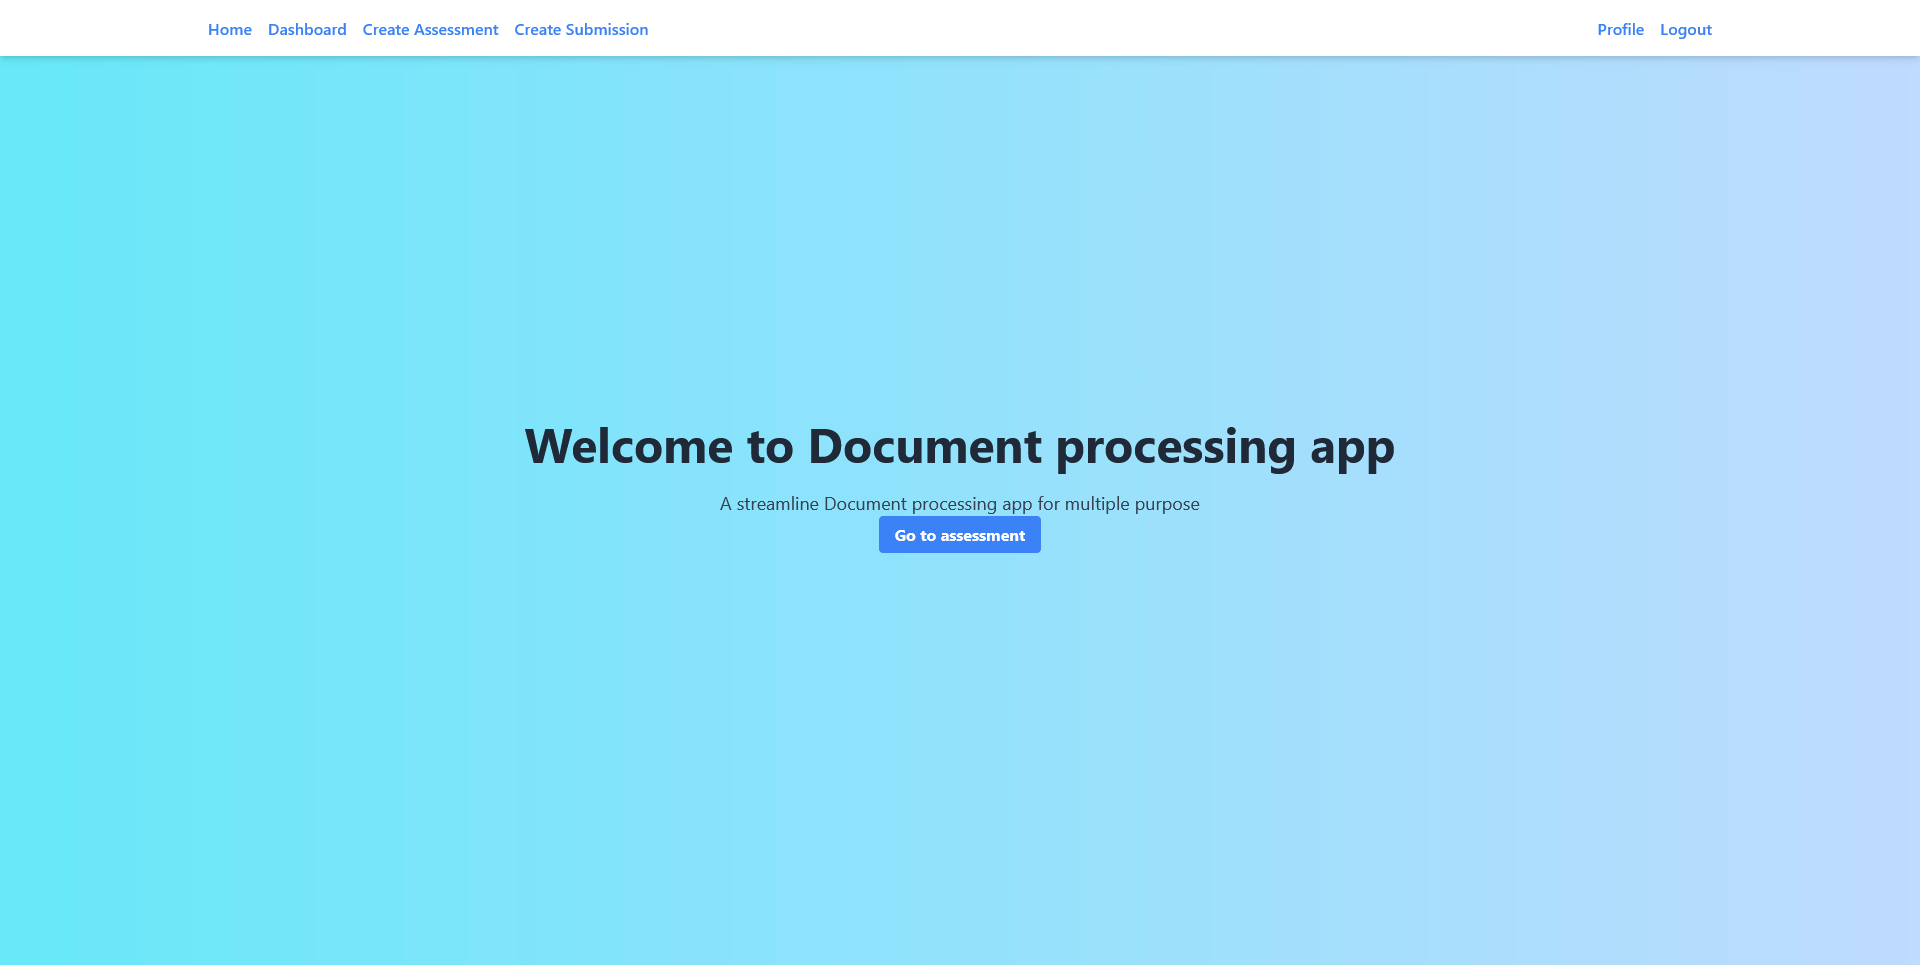 Home Dashboard Create Assessment Create Submission Profile Logout
Welcome to Document processing app
A streamline Document processing app for multiple purpose
Go to assessment